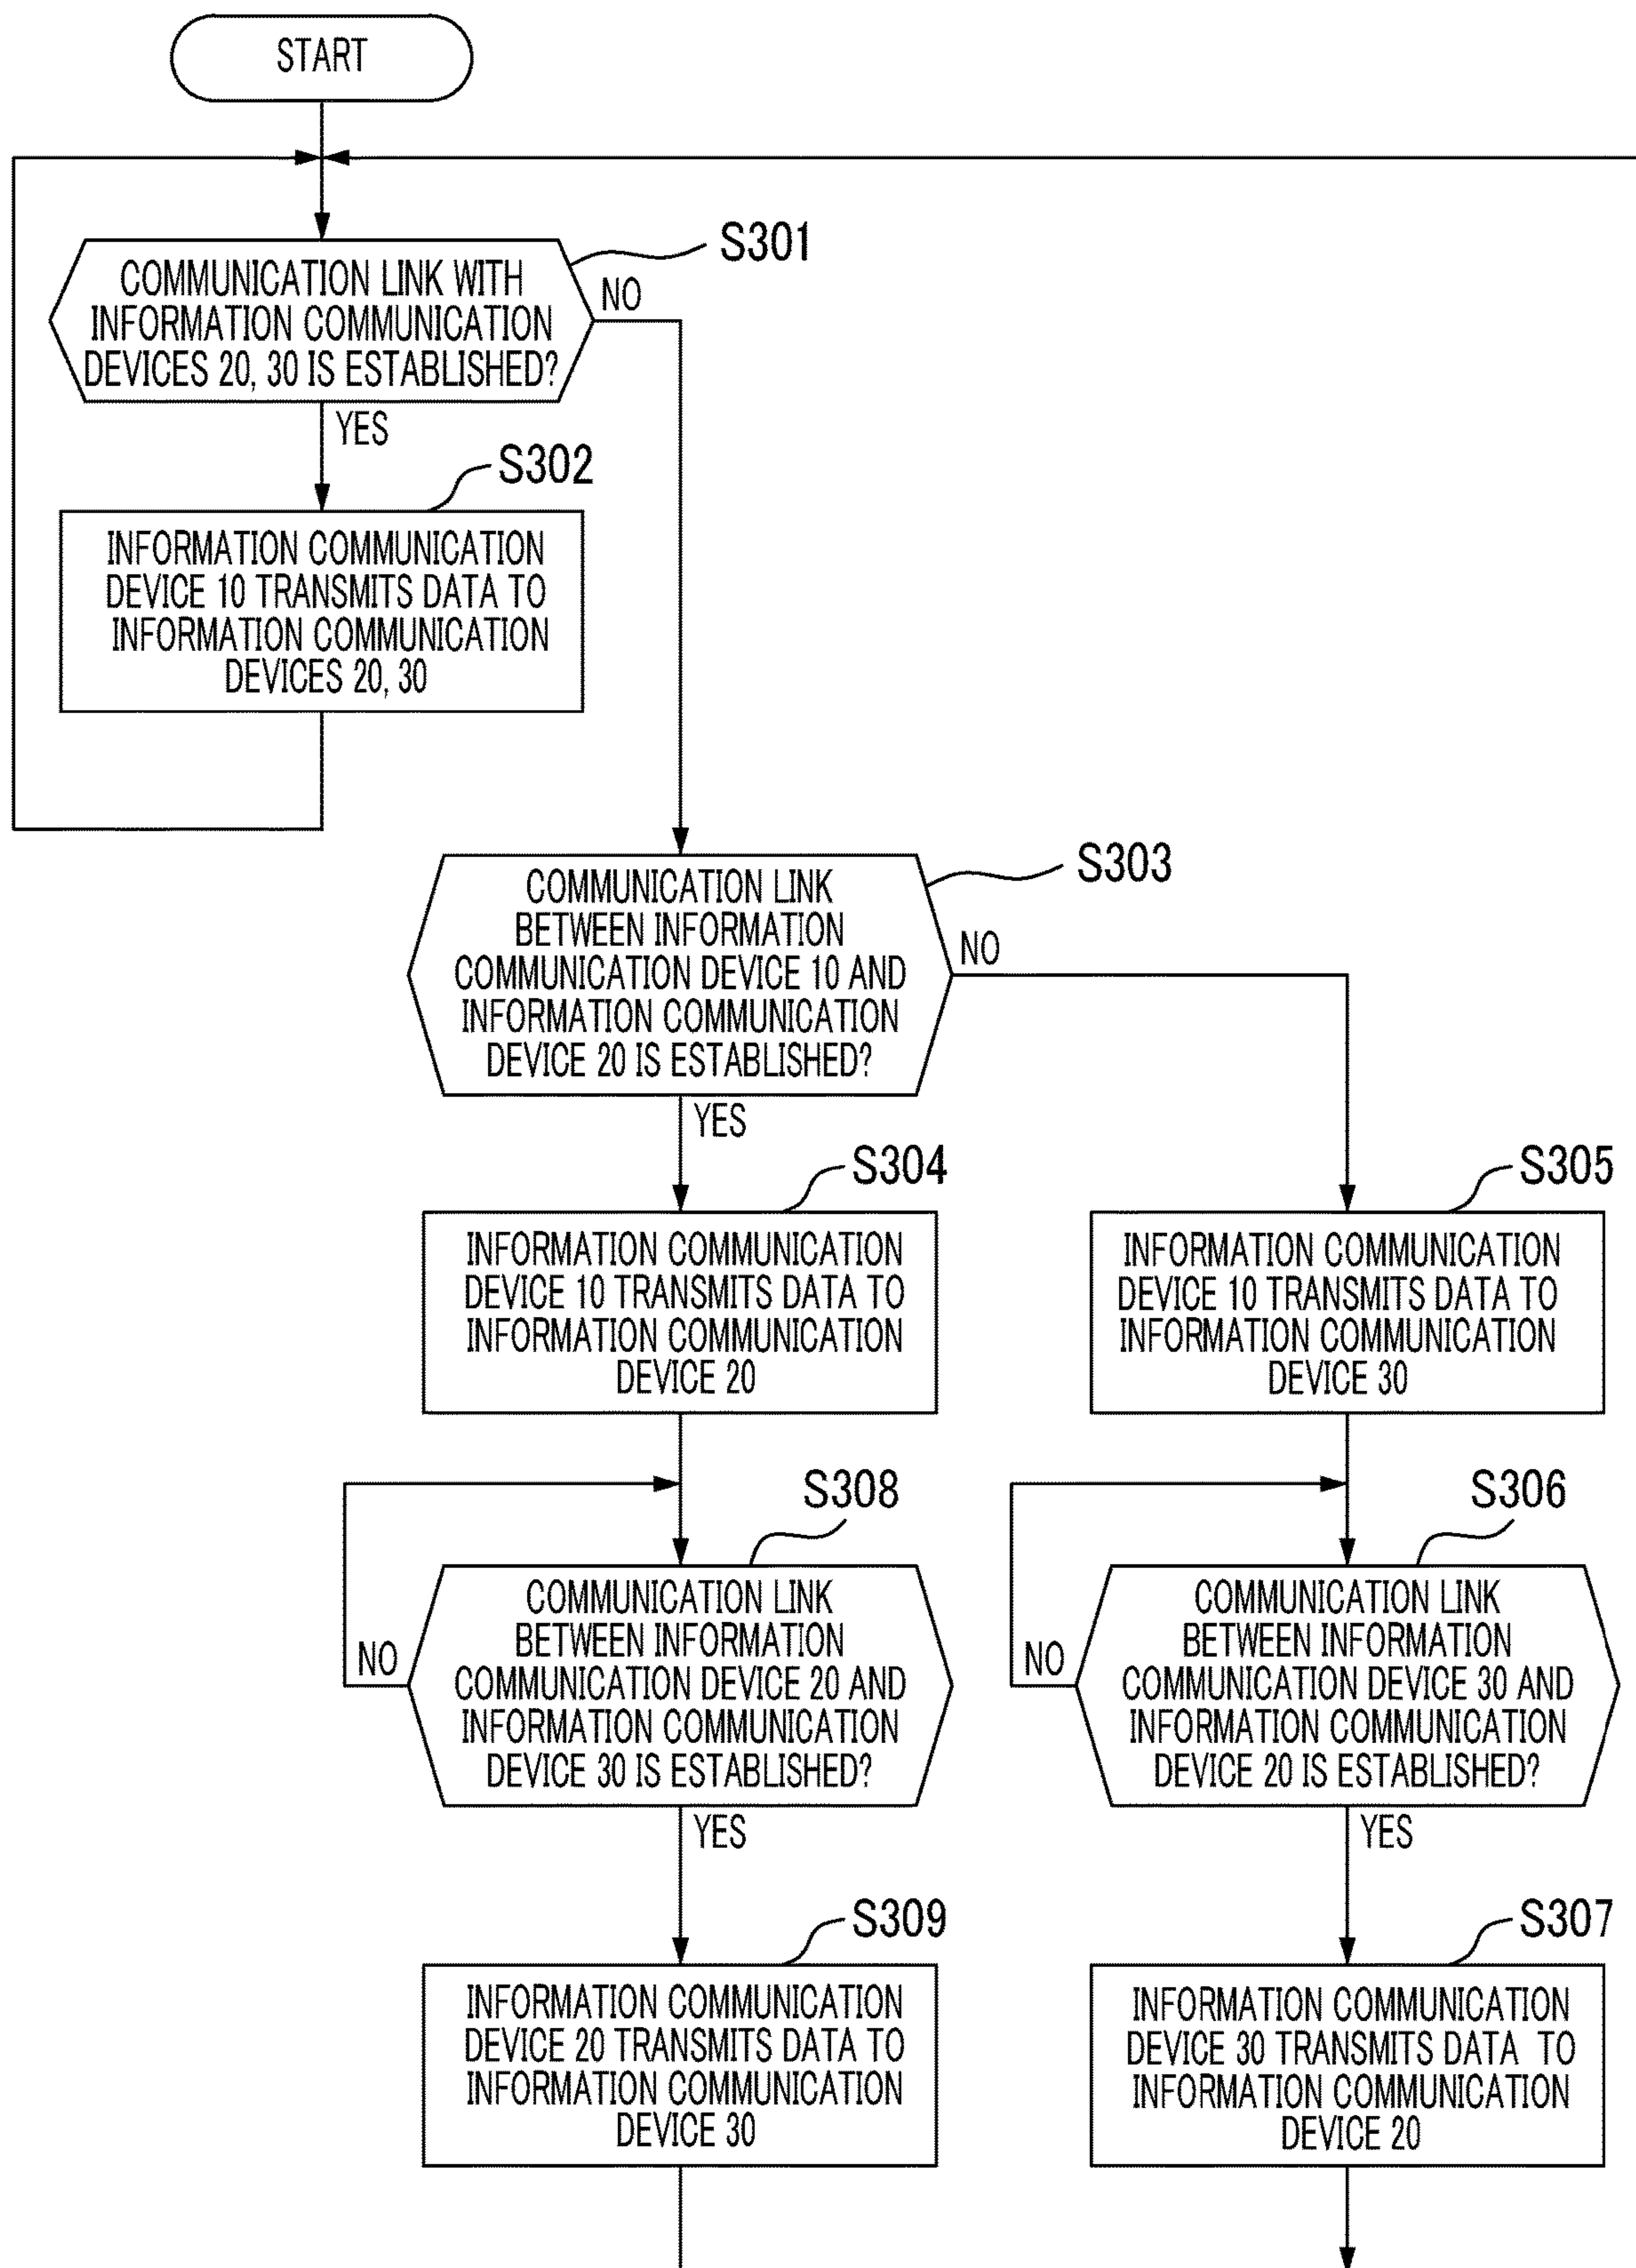 START
S301
COMMUNICATION LINK WITH
INFORMATION COMMUNICATION
DEVICES 20, 30 IS ESTABLISHED?
NO
YES
S302
INFORMATION COMMUNICATION
DEVICE 10 TRANSMITS DATA TO
INFORMATION COMMUNICATION
DEVICES 20, 30
S303
COMMUNICATION LINK
BETWEEN INFORMATION
COMMUNICATION DEVICE 10 AND
INFORMATION COMMUNICATION
DEVICE 20 IS ESTABLISHED?
NO
YES
S304
INFORMATION COMMUNICATION
DEVICE 10 TRANSMITS DATA TO
INFORMATION COMMUNICATION
DEVICE 20
S305
INFORMATION COMMUNICATION
DEVICE 10 TRANSMITS DATA TO
INFORMATION COMMUNICATION
DEVICE 30
S308
COMMUNICATION LINK
BETWEEN INFORMATION
COMMUNICATION DEVICE 20 AND
INFORMATION COMMUNICATION
DEVICE 30 IS ESTABLISHED?
NO
YES
S306
COMMUNICATION LINK
BETWEEN INFORMATION
COMMUNICATION DEVICE 30 AND
INFORMATION COMMUNICATION
DEVICE 20 IS ESTABLISHED?
NO
YES
S309
INFORMATION COMMUNICATION
DEVICE 20 TRANSMITS DATA TO
INFORMATION COMMUNICATION
DEVICE 30
S307
INFORMATION COMMUNICATION
DEVICE 30 TRANSMITS DATA TO
INFORMATION COMMUNICATION
DEVICE 20